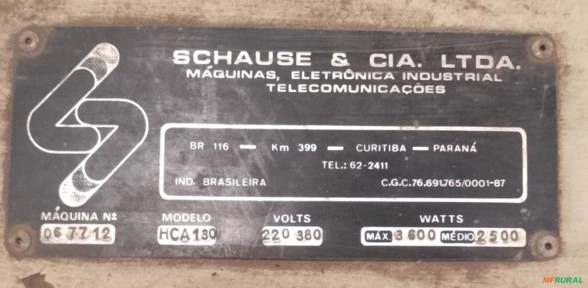 SCHAUSE & CIA. LTDA.
MÁQUINAS, ELETRÔNICA INDUSTRIAL
TELECOMUNICAÇÕES
BR 116 — Km 399 — CURITIBA — PARANÁ
TEL.: 62-2411
IND. BRASILEIRA C.G.C. 76.691.765/0001-87
MÁQUINA Nº MODELO VOLTS WATTS
067712 HCA180 220 380 MÁX. 3600 MÉDIO 2500
MFRURAL